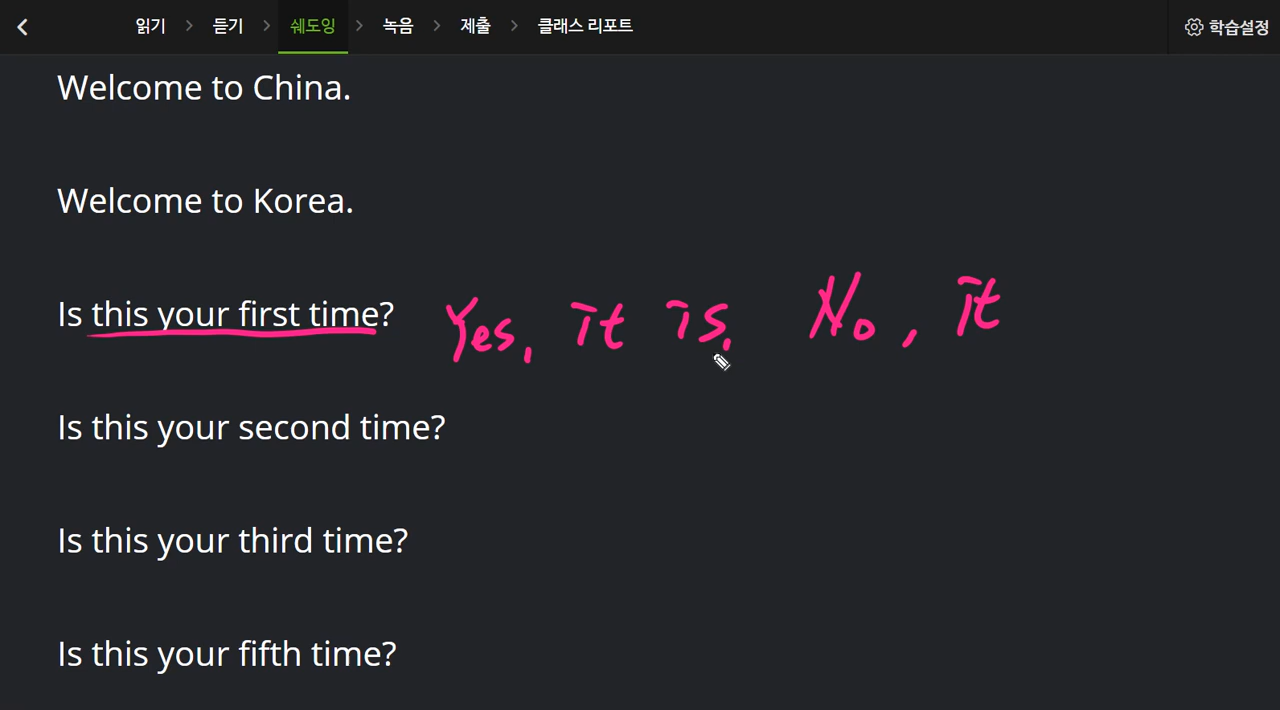 읽기 > 듣기 > 쉐도잉 > 녹음 > 제출 > 클래스 리포트 학습설정
Welcome to China.
Welcome to Korea.
Is this your first time? Yes, it is. No, it
Is this your second time?
Is this your third time?
Is this your fifth time?